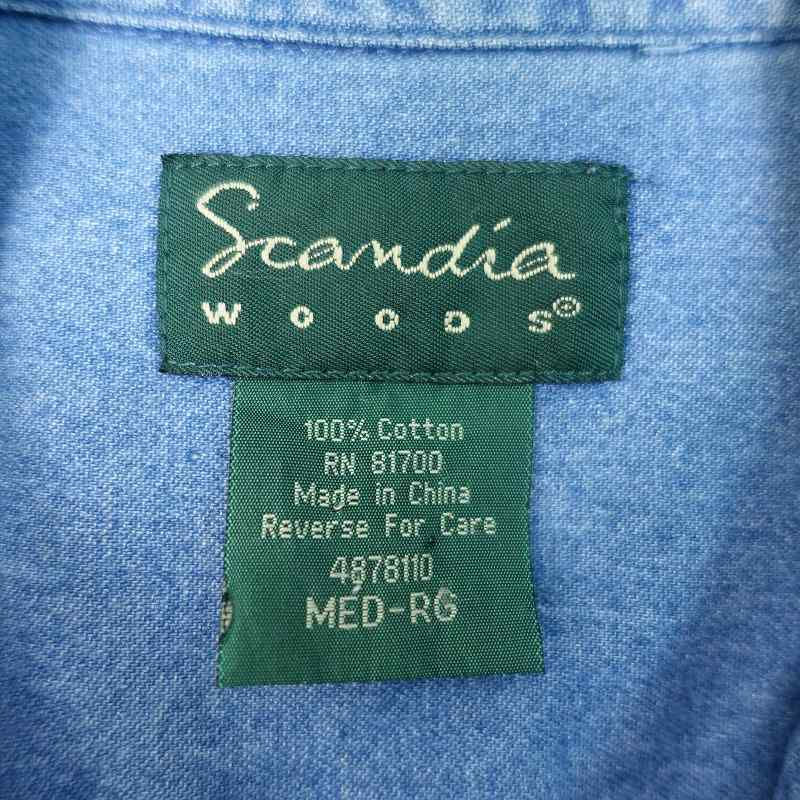 Scandia
WOODS®
100% Cotton
RN 81700
Made in China
Reverse For Care
4878110
MED-RG